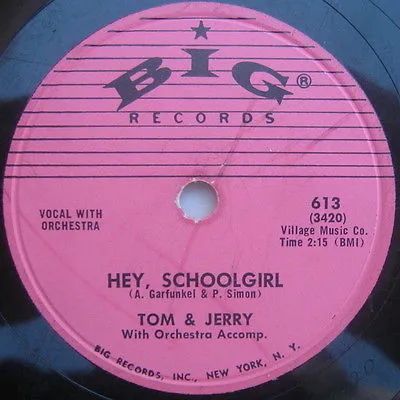 BIG®
RECORDS
VOCAL WITH
ORCHESTRA
613
(3420)
Village Music Co.
Time 2:15 (BMI)
HEY, SCHOOLGIRL
(A. Garfunkel & P. Simon)
TOM & JERRY
With Orchestra Accomp.
BIG RECORDS, INC., NEW YORK, N. Y.